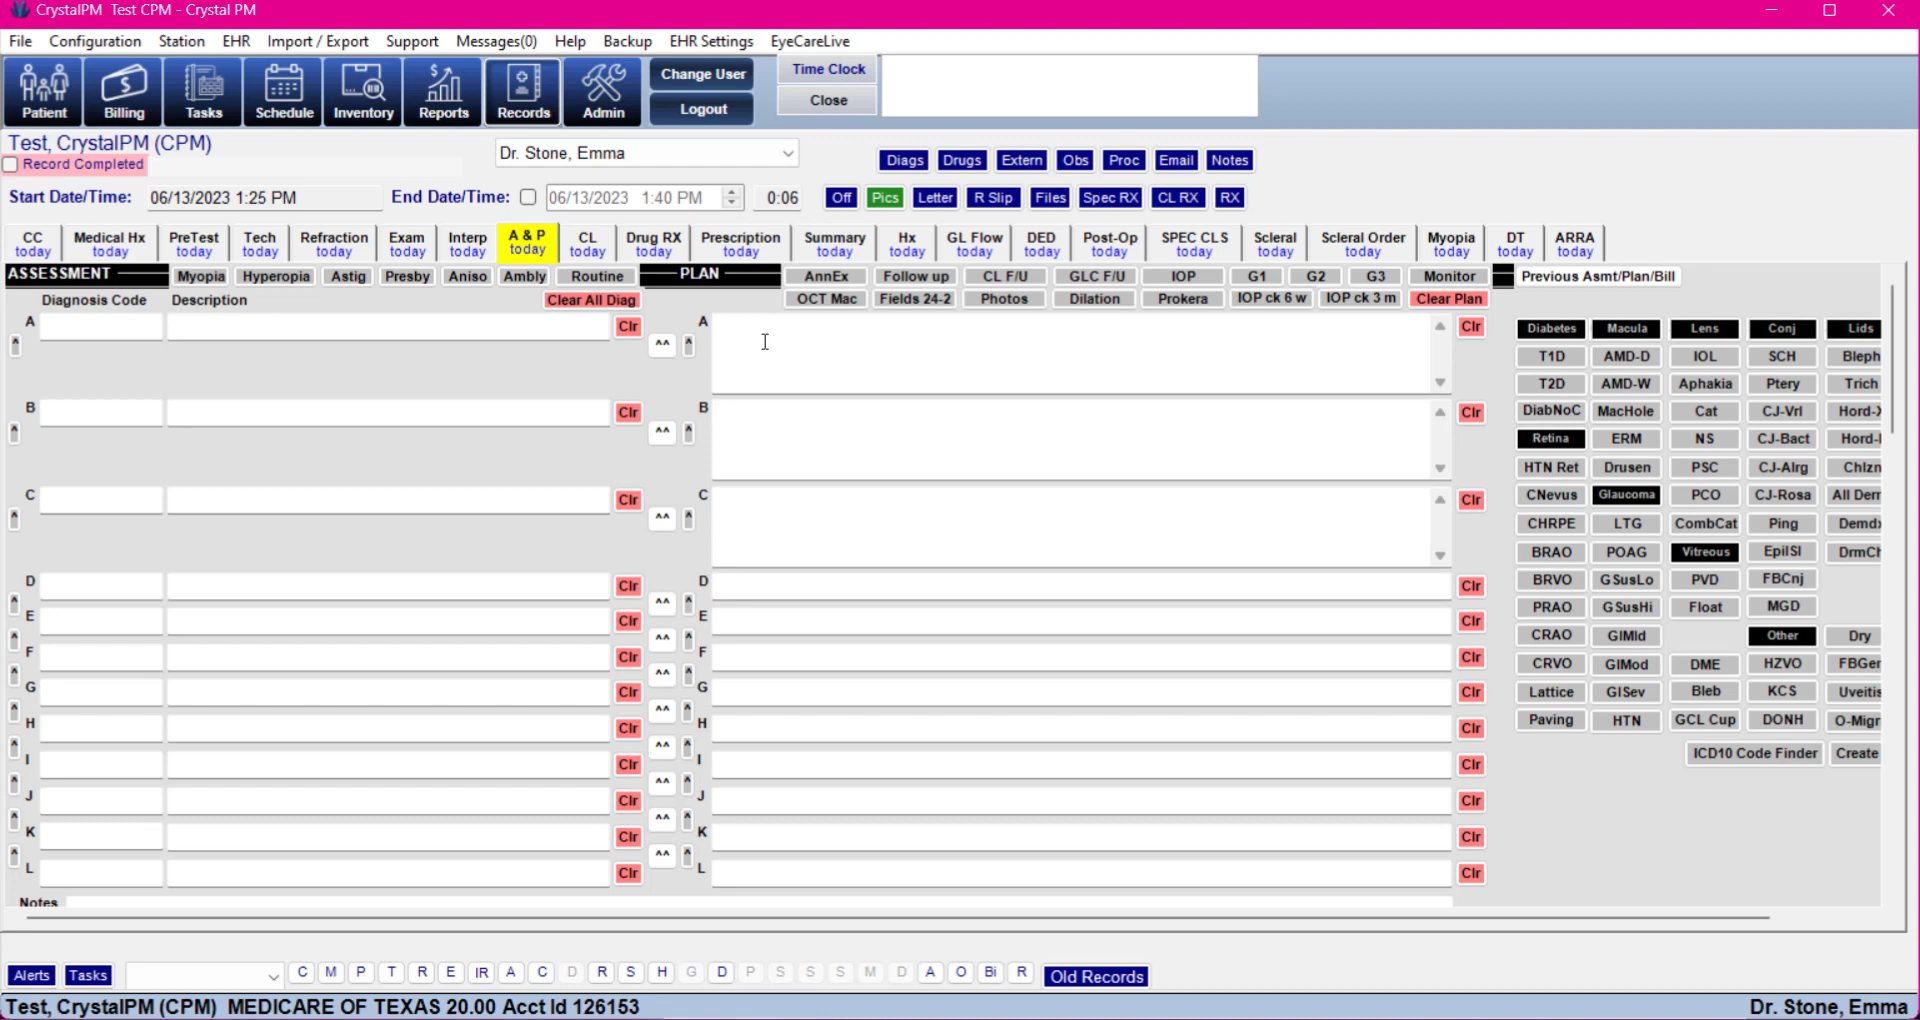 CrystalPM Test CPM - Crystal PM
File Configuration Station EHR Import / Export Support Messages(0) Help Backup EHR Settings EyeCareLive
Patient Billing Tasks Schedule Inventory Reports Records Admin
Change User
Logout
Time Clock
Close
Test, CrystalPM (CPM)
Record Completed
Dr. Stone, Emma
Diags Drugs Extern Obs Proc Email Notes
Start Date/Time: 06/13/2023 1:25 PM End Date/Time: 06/13/2023 1:40 PM 0:06
Off Pics Letter R Slip Files Spec RX CL RX RX
CC Medical Hx PreTest Tech Refraction Exam Interp A & P CL Drug RX Prescription Summary Hx GL Flow DED Post-Op SPEC CLS Scleral Scleral Order Myopia DT ARRA
today today today today today today today today today today today today today today today today today today today today today today
ASSESSMENT Myopia Hyperopia Astig Presby Aniso Ambly Routine PLAN AnnEx Follow up CL F/U GLC F/U IOP G1 G2 G3 Monitor Previous Asmt/Plan/Bill
Diagnosis Code Description Clear All Diag OCT Mac Fields 24-2 Photos Dilation Prokera IOP ck 6 w IOP ck 3 m Clear Plan
A Clr ^^ A Clr
B Clr ^^ B Clr
C Clr ^^ C Clr
D Clr ^^ D Clr
E Clr ^^ E Clr
F Clr ^^ F Clr
G Clr ^^ G Clr
H Clr ^^ H Clr
I Clr ^^ I Clr
J Clr ^^ J Clr
K Clr ^^ K Clr
L Clr L Clr
Notes
Diabetes Macula Lens Conj Lids
T1D AMD-D IOL SCH Bleph
T2D AMD-W Aphakia Ptery Trich
DiabNoC MacHole Cat CJ-Vrl Hord-
Retina ERM NS CJ-Bact Hord-
HTN Ret Drusen PSC CJ-Alrg Chlzn
CNevus Glaucoma PCO CJ-Rosa All Derm
CHRPE LTG CombCat Ping Demdx
BRAO POAG Vitreous EpilSl DrmCh
BRVO GSusLo PVD FBCnj
PRAO GSusHi Float MGD
CRAO GlMld Other Dry
CRVO GlMod DME HZVO FBGer
Lattice GlSev Bleb KCS Uveitis
Paving HTN GCL Cup DONH O-Migr
ICD10 Code Finder Create
Alerts Tasks C M P T R E IR A C D R S H G D P S S S M D A O Bi R Old Records
Test, CrystalPM (CPM) MEDICARE OF TEXAS 20.00 Acct Id 126153 Dr. Stone, Emma